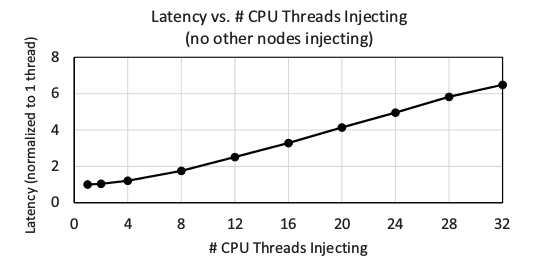 Latency vs. # CPU Threads Injecting
(no other nodes injecting)
Latency (normalized to 1 thread)
8
6
4
2
0
0 4 8 12 16 20 24 28 32
# CPU Threads Injecting